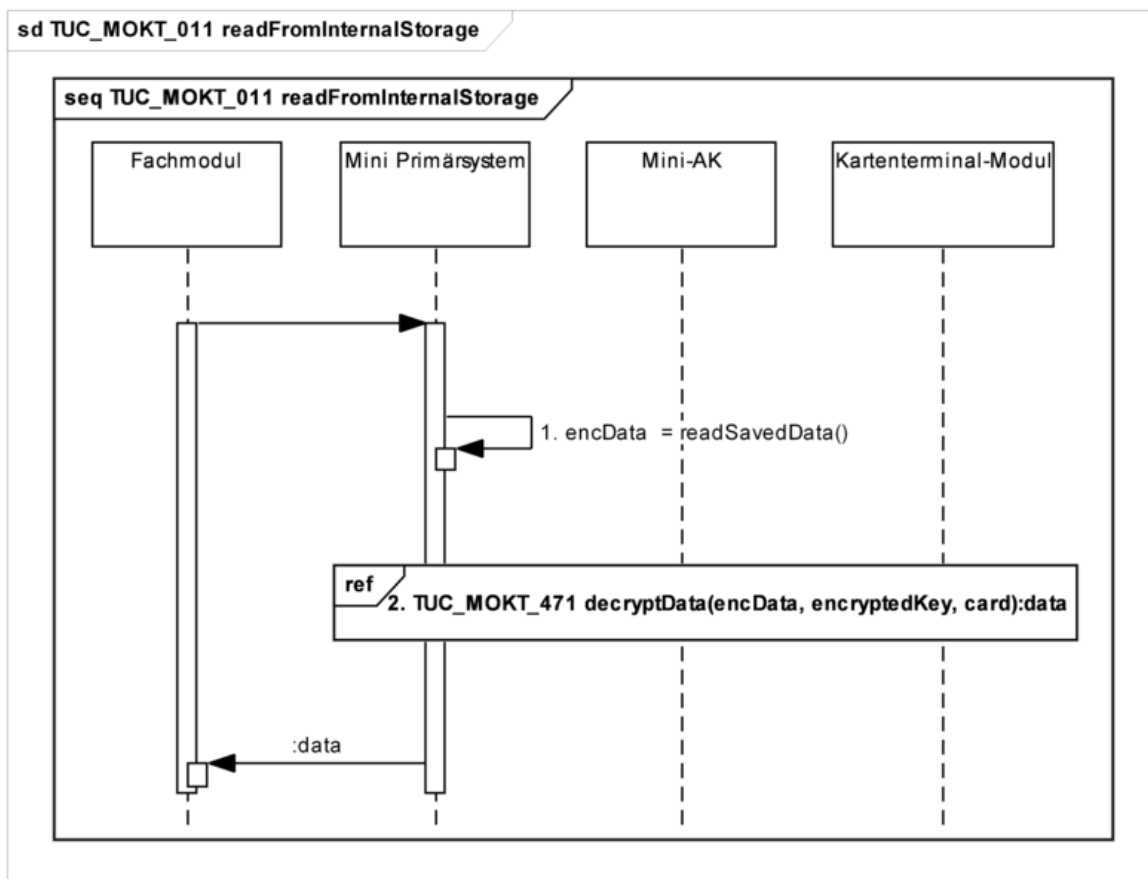 sd TUC_MOKT_011 readFromInternalStorage
seq TUC_MOKT_011 readFromInternalStorage
Fachmodul
Mini Primärsystem
Mini-AK
Kartenterminal-Modul
1. encData = readSavedData()
ref
2. TUC_MOKT_471 decryptData(encData, encryptedKey, card):data
:data